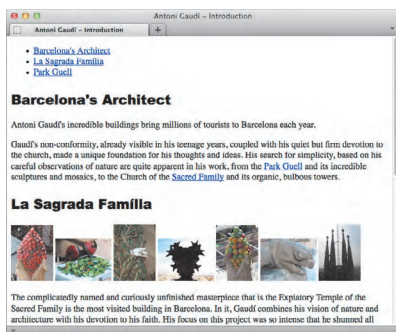 Antoni Gaudí – Introduction
Antoni Gaudí – Introduction
+
• Barcelona's Architect
• La Sagrada Família
• Park Guell
Barcelona's Architect
Antoni Gaudí's incredible buildings bring millions of tourists to Barcelona each year.
Gaudí's non-conformity, already visible in his teenage years, coupled with his quiet but firm devotion to
the church, made a unique foundation for his thoughts and ideas. His search for simplicity, based on his
careful observations of nature are quite apparent in his work, from the Park Guell and its incredible
sculptures and mosaics, to the Church of the Sacred Family and its organic, bulbous towers.
La Sagrada Família
The complicatedly named and curiously unfinished masterpiece that is the Expiatory Temple of the
Sacred Family is the most visited building in Barcelona. In it, Gaudí combines his vision of nature and
architecture with his devotion to his faith. His focus on this project was so intense that he shunned all